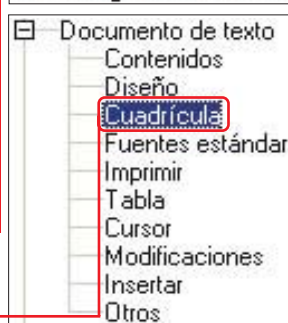 Documento de texto
Contenidos
Diseño
Cuadrícula
Fuentes estándar
Imprimir
Tabla
Cursor
Modificaciones
Insertar
Otros